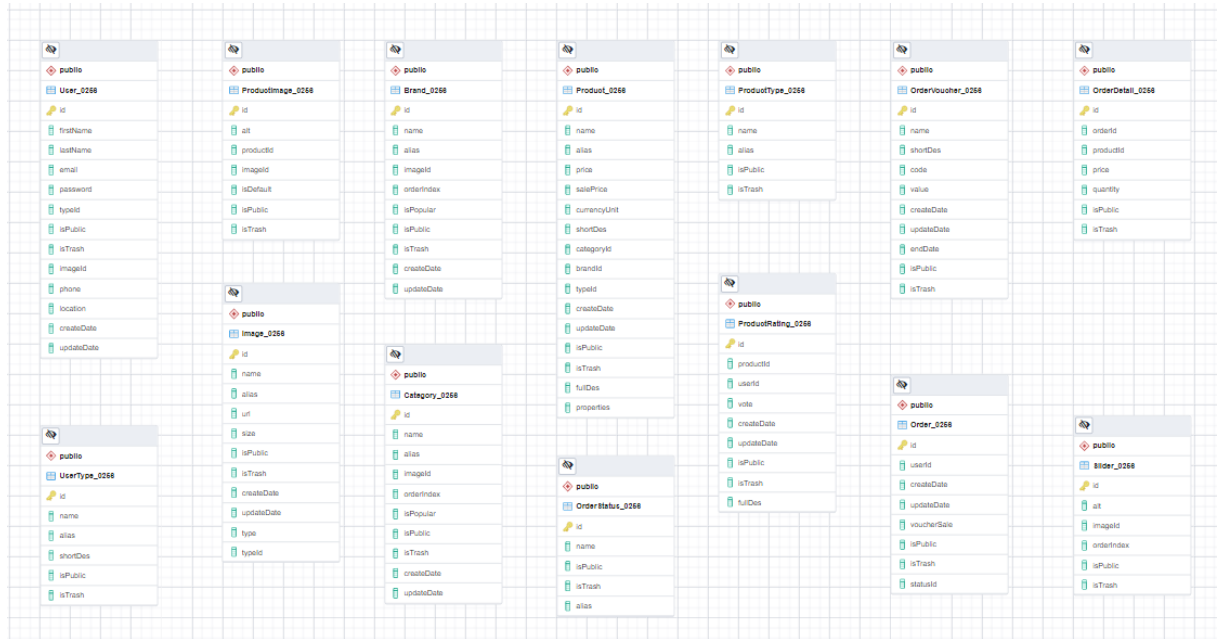 public
User_0256
id
firstName
lastName
email
password
typeId
isPublic
isTrash
imageId
phone
location
createDate
updateDate
public
UserType_0256
id
name
alias
shortDes
isPublic
isTrash
public
ProductImage_0256
id
alt
productId
imageId
isDefault
isPublic
isTrash
public
Image_0256
id
name
alias
url
size
isPublic
isTrash
createDate
updateDate
type
typeId
public
Brand_0256
id
name
alias
imageId
orderIndex
isPopular
isPublic
isTrash
createDate
updateDate
public
Category_0256
id
name
alias
imageId
orderIndex
isPopular
isPublic
isTrash
createDate
updateDate
public
Product_0256
id
name
alias
price
salePrice
currencyUnit
shortDes
categoryId
brandId
typeId
createDate
updateDate
isPublic
isTrash
fullDes
properties
public
OrderStatus_0256
id
name
isPublic
isTrash
alias
public
ProductType_0256
id
name
alias
isPublic
isTrash
public
ProductRating_0256
id
productId
userId
vote
createDate
updateDate
isPublic
isTrash
fullDes
public
OrderVoucher_0256
id
name
shortDes
code
value
createDate
updateDate
endDate
isPublic
isTrash
public
Order_0256
id
userId
createDate
updateDate
voucherSale
isPublic
isTrash
statusId
public
OrderDetail_0256
id
orderId
productId
price
quantity
isPublic
isTrash
public
Slider_0256
id
alt
imageId
orderIndex
isPublic
isTrash